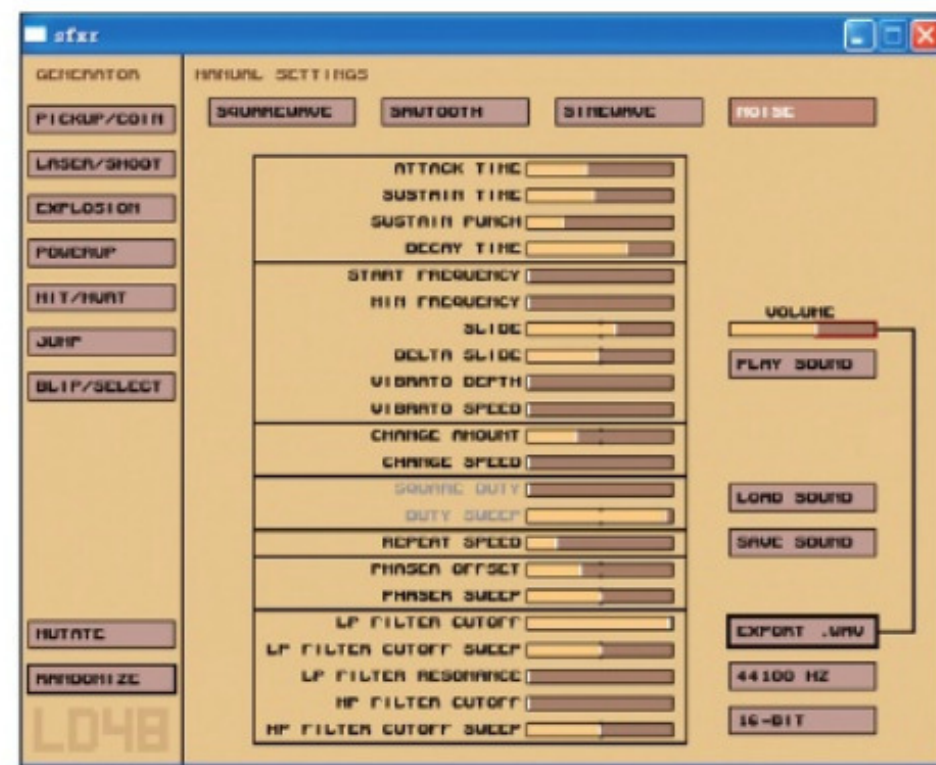 sfxr
GENERATOR
PICKUP/COIN
LASER/SHOOT
EXPLOSION
POWERUP
HIT/HURT
JUMP
BLIP/SELECT
MUTATE
RANDOMIZE
LD48
MANUAL SETTINGS
SQUAREWAVE
SAWTOOTH
SINEWAVE
NOISE
ATTACK TIME
SUSTAIN TIME
SUSTAIN PUNCH
DECAY TIME
START FREQUENCY
MIN FREQUENCY
SLIDE
DELTA SLIDE
VIBRATO DEPTH
VIBRATO SPEED
CHANGE AMOUNT
CHANGE SPEED
SQUARE DUTY
DUTY SWEEP
REPEAT SPEED
PHASER OFFSET
PHASER SWEEP
LP FILTER CUTOFF
LP FILTER CUTOFF SWEEP
LP FILTER RESONANCE
HP FILTER CUTOFF
HP FILTER CUTOFF SWEEP
VOLUME
PLAY SOUND
LOAD SOUND
SAVE SOUND
EXPORT .WAV
44100 HZ
16-BIT